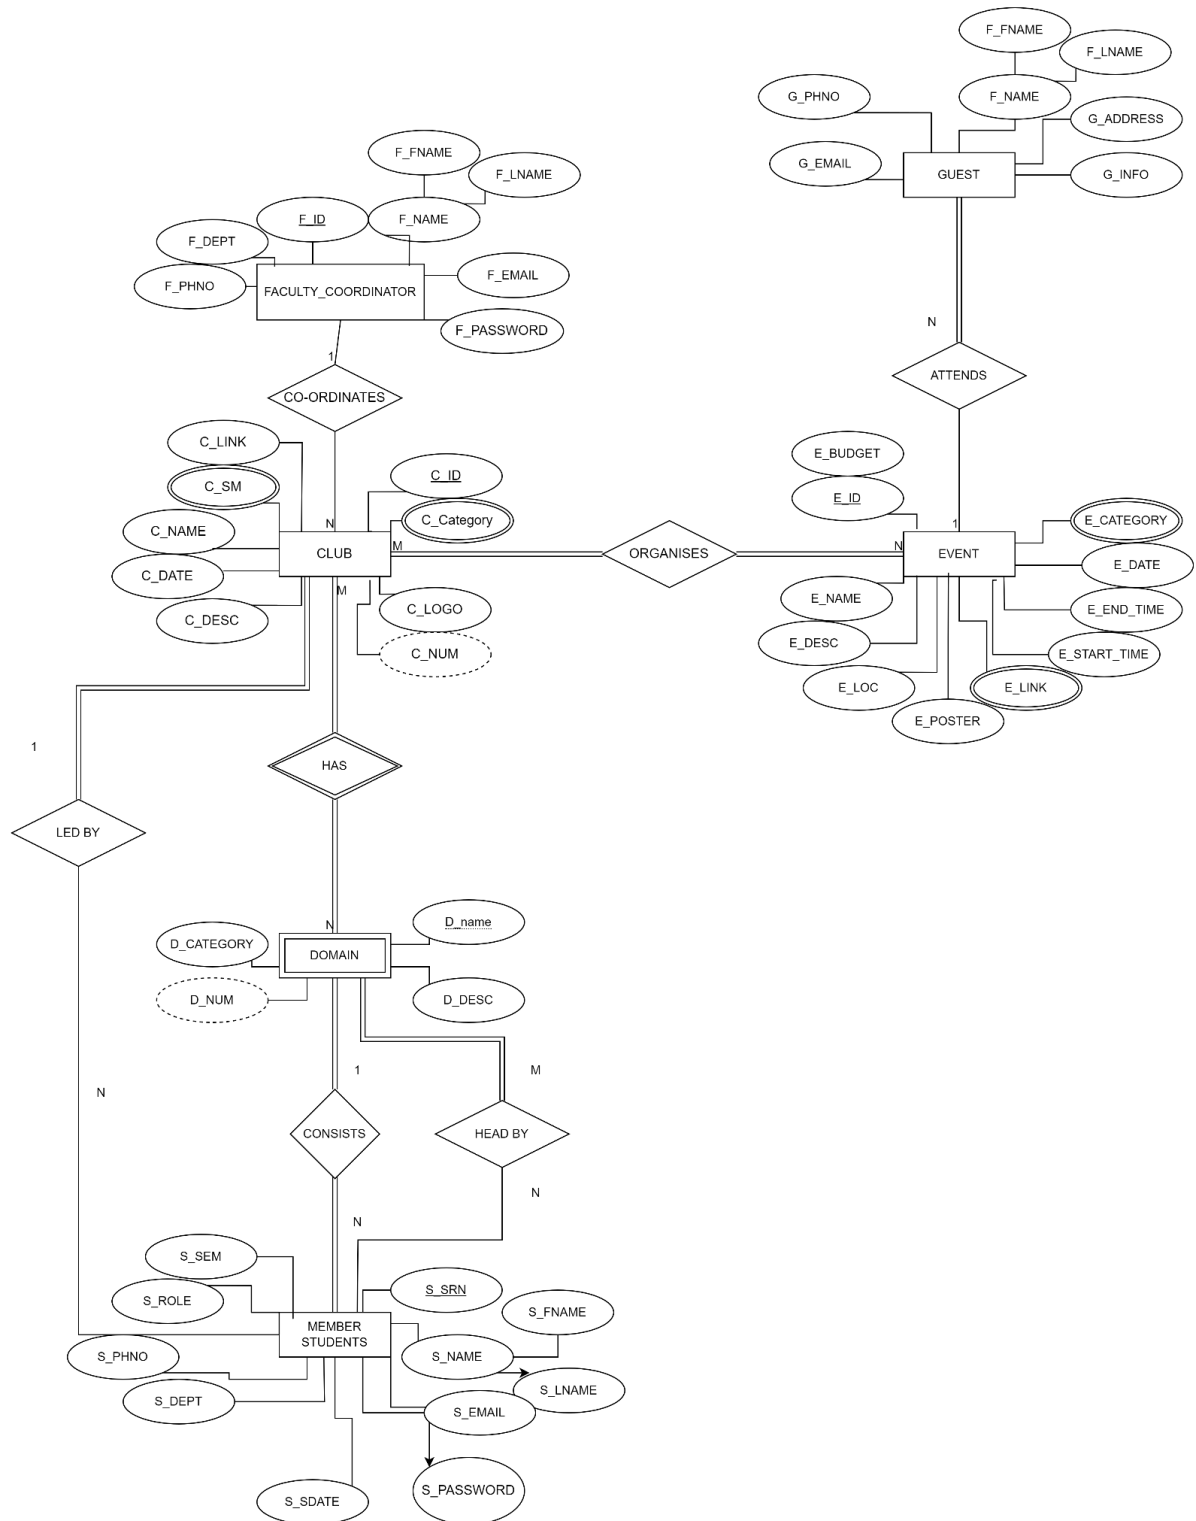 F_FNAME
F_LNAME
F_NAME
G_PHNO
G_ADDRESS
G_EMAIL
GUEST
G_INFO
F_FNAME
F_LNAME
F_ID
F_NAME
F_DEPT
F_PHNO
F_EMAIL
FACULTY_COORDINATOR
F_PASSWORD
N
1
ATTENDS
CO-ORDINATES
C_LINK
C_SM
C_ID
C_Category
E_BUDGET
E_ID
C_NAME
N
1
E_CATEGORY
CLUB
M
ORGANISES
N
EVENT
C_DATE
E_DATE
M
C_DESC
C_LOGO
E_NAME
E_END_TIME
C_NUM
E_DESC
E_START_TIME
E_LOC
E_LINK
E_POSTER
1
HAS
LED BY
N
D_CATEGORY
D_name
DOMAIN
D_NUM
D_DESC
1
M
N
CONSISTS
HEAD BY
N
N
S_SEM
S_ROLE
S_SRN
S_FNAME
MEMBER
STUDENTS
S_PHNO
S_NAME
S_LNAME
S_DEPT
S_EMAIL
S_PASSWORD
S_SDATE